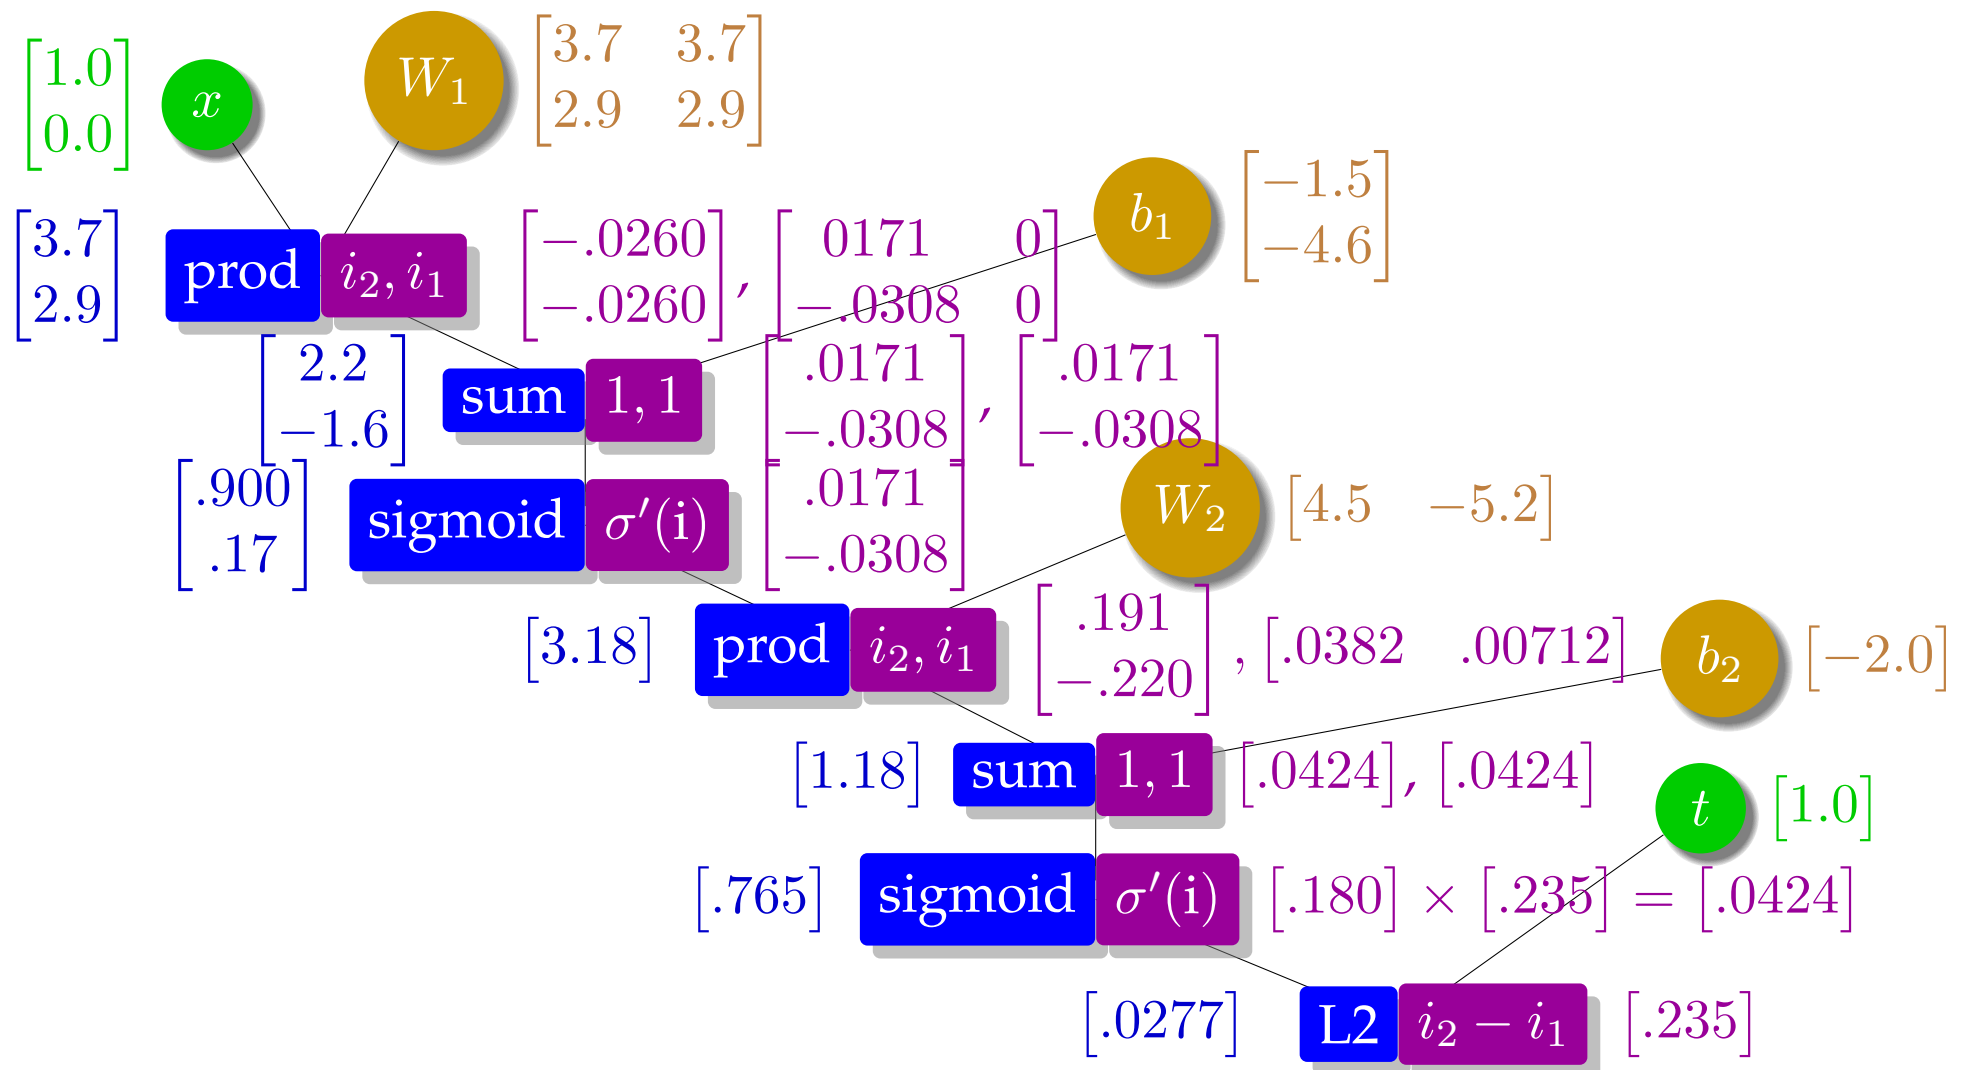 [1.0 0.0] x W₁ [3.7 3.7 2.9 2.9]
b₁ [−1.5 −4.6]
[3.7 2.9] prod i₂, i₁ [−.0260 −.0260], [0171 0 −.0308 0]
[2.2 −1.6] sum 1, 1 [.0171 −.0308], [.0171 −.0308]
[.900 .17] sigmoid σ′(i) [.0171 −.0308] W₂ [4.5 −5.2]
[3.18] prod i₂, i₁ [.191 −.220], [.0382 .00712] b₂ [−2.0]
[1.18] sum 1, 1 [.0424], [.0424] t [1.0]
[.765] sigmoid σ′(i) [.180] × [.235] = [.0424]
[.0277] L2 i₂ − i₁ [.235]